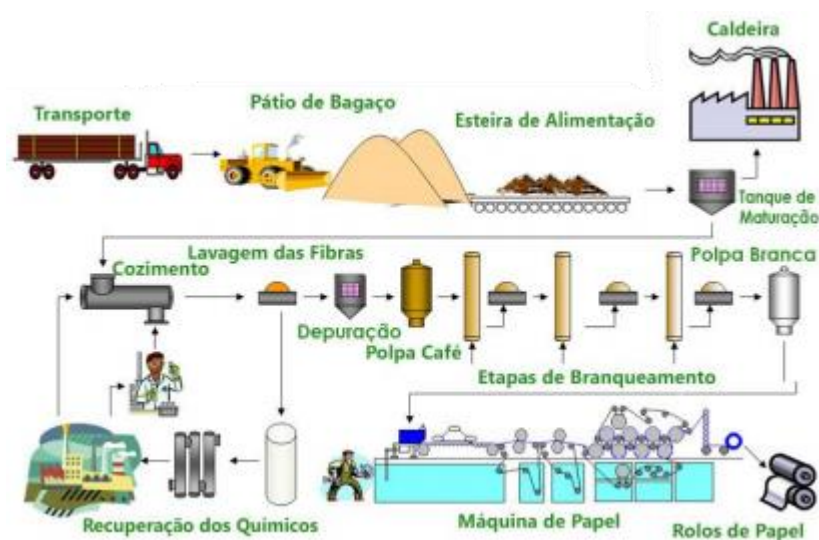 Caldeira
Transporte
Pátio de Bagaço
Esteira de Alimentação
Tanque de
Maturação
Lavagem das Fibras
Cozimento
Polpa Branca
Depuração
Polpa Café
Etapas de Branqueamento
Recuperação dos Químicos
Máquina de Papel
Rolos de Papel